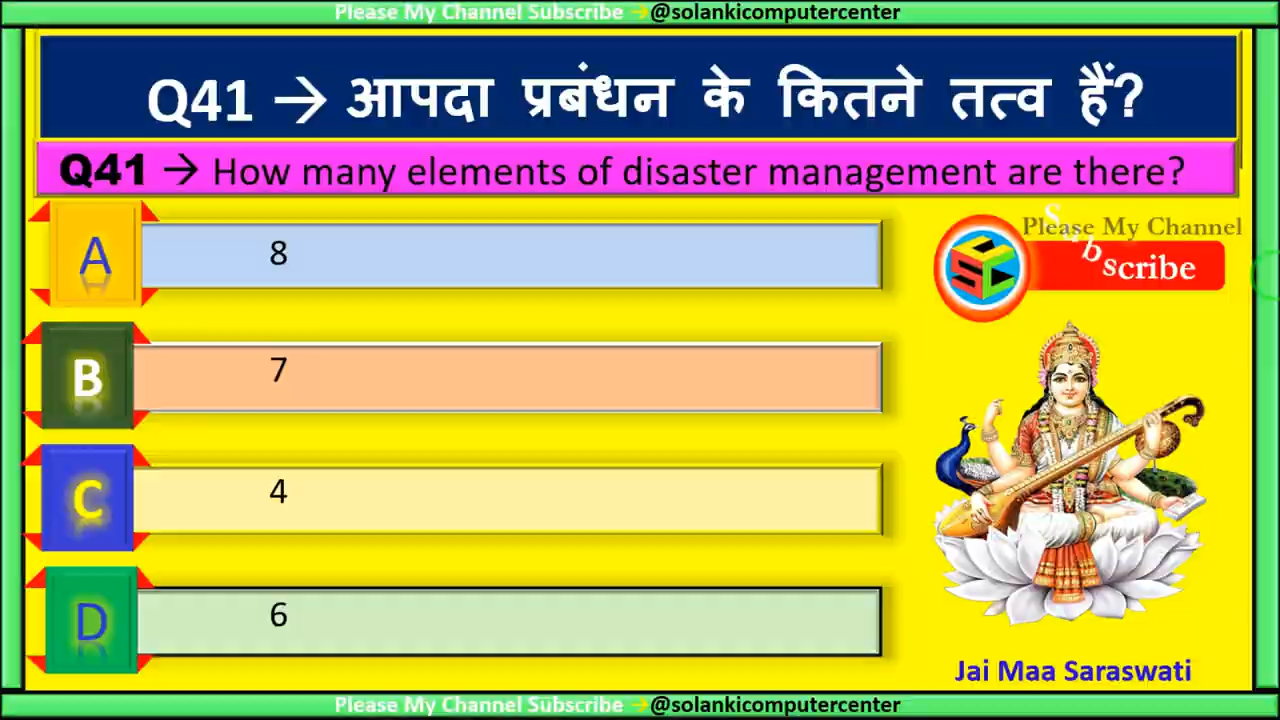 Please My Channel Subscribe →@solankicomputercenter
Q41 → आपदा प्रबंधन के कितने तत्व हैं?
Q41 → How many elements of disaster management are there?
A 8
Please My Channel
Subscribe
SCC
B 7
C 4
D 6
Jai Maa Saraswati
Please My Channel Subscribe →@solankicomputercenter